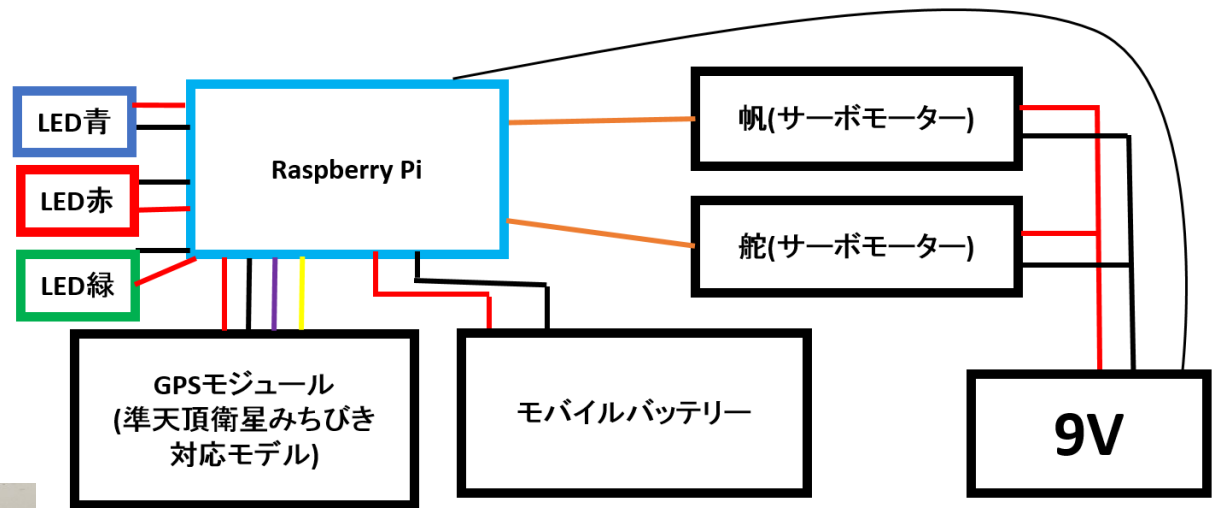 LED青
LED赤
LED緑
Raspberry Pi
帆(サーボモーター)
舵(サーボモーター)
GPSモジュール
(準天頂衛星みちびき
対応モデル)
モバイルバッテリー
9V